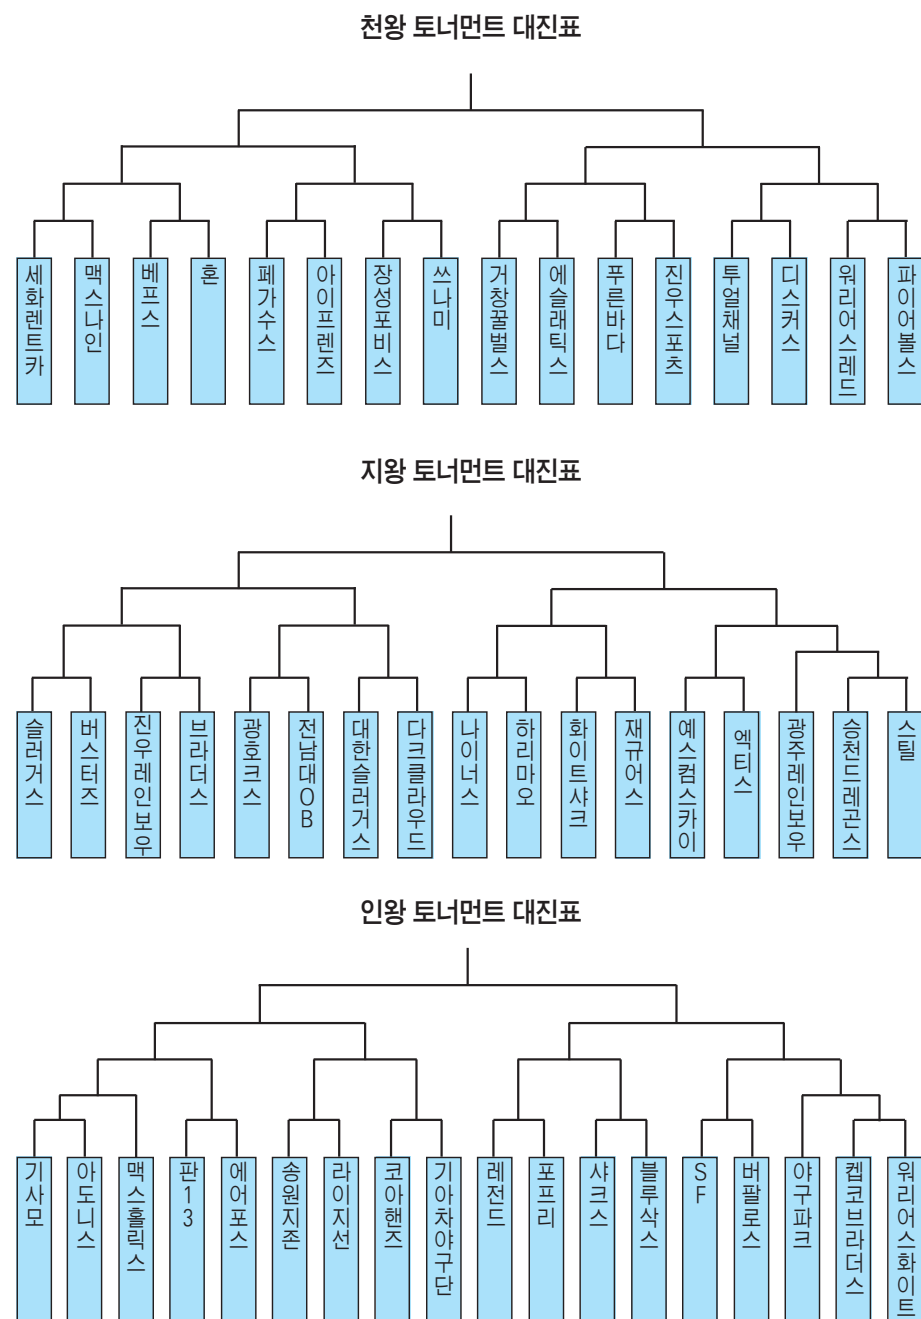 천왕 토너먼트 대진표
세화렌트카
맥스나인
베프스
혼
페가수스
아이프렌즈
장성포비스
쓰나미
거창꿀벌스
에슬래틱스
푸른바다
진우스포츠
투얼채널
디스커스
워리어스레드
파이어볼스
지왕 토너먼트 대진표
슬러거스
버스터즈
진우레인보우
브라더스
광호크스
전남대OB
대한슬러거스
다크클라우드
나이너스
하리마오
화이트샤크
재규어스
예스컴스카이
엑티스
광주레인보우
승천드레곤스
스틸
인왕 토너먼트 대진표
기사모
아도니스
맥스홀릭스
판13
에어포스
송원지존
라이지선
코아핸즈
기아차야구단
레전드
포프리
샤크스
블루삭스
SF
버팔로스
야구파크
켑코브라더스
워리어스화이트